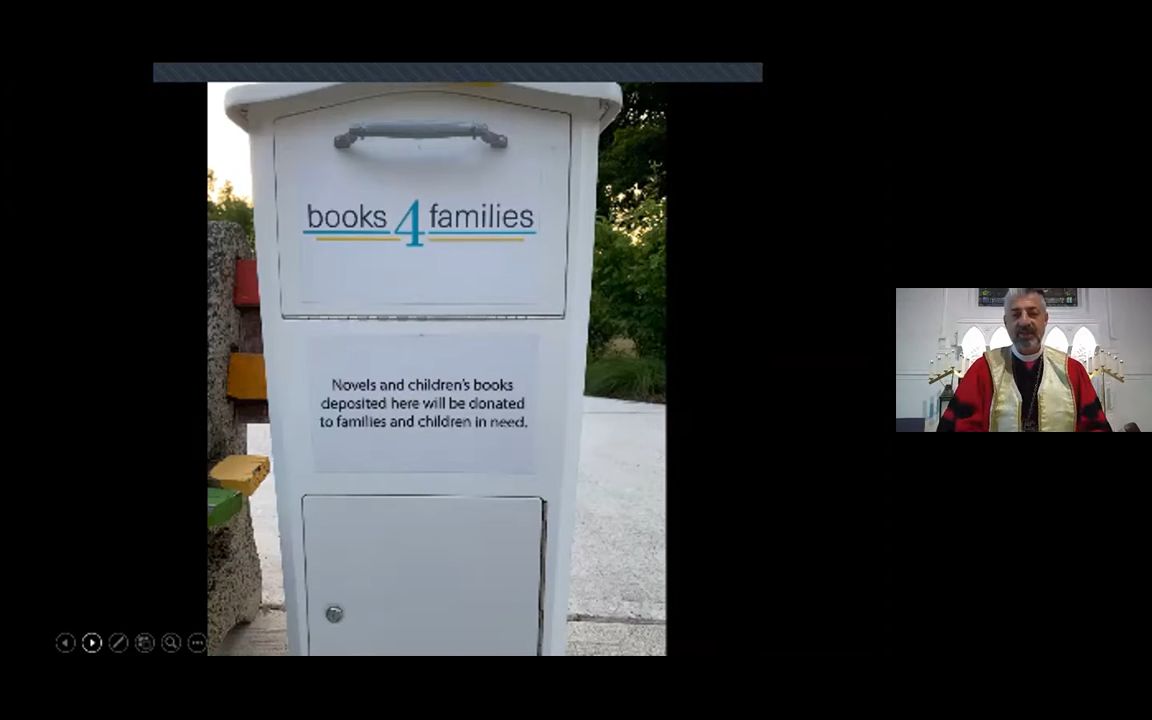 books 4 families
Novels and children's books
deposited here will be donated
to families and children in need.